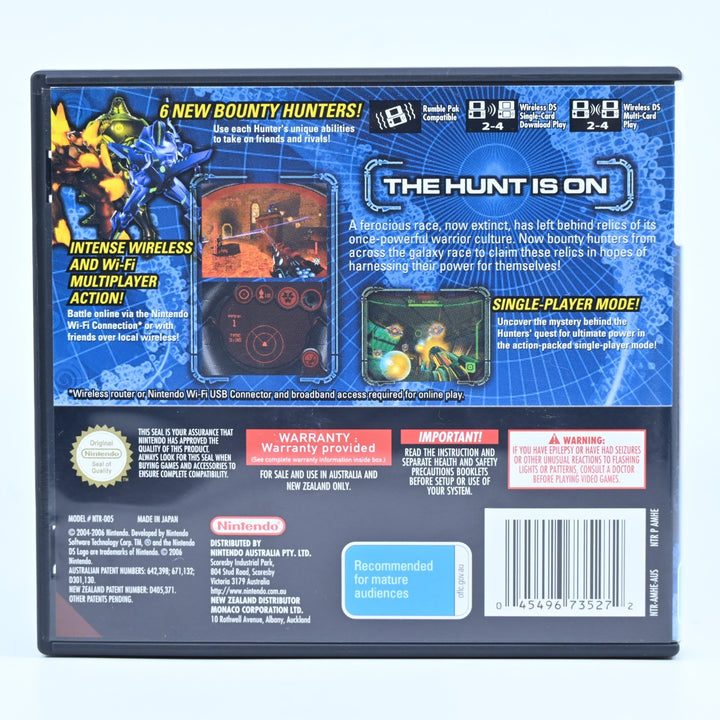 6 NEW BOUNTY HUNTERS!
Use each Hunter's unique abilities
to take on friends and rivals!
Rumble Pak
Compatible
2-4
Wireless DS
Single-Card
Download Play
2-4
Wireless DS
Multi-Card
Play
THE HUNT IS ON
A ferocious race, now extinct, has left behind relics of its
once-powerful warrior culture. Now bounty hunters from
across the galaxy race to claim these relics in hopes of
harnessing their power for themselves!
INTENSE WIRELESS
AND Wi-Fi
MULTIPLAYER
ACTION!
Battle online via the Nintendo
Wi-Fi Connection* or with
friends over local wireless!
SINGLE-PLAYER MODE!
Uncover the mystery behind the
Hunters' quest for ultimate power in
the action-packed single-player mode!
*Wireless router or Nintendo Wi-Fi USB Connector and broadband access required for online play.
Original
Nintendo
Seal of
Quality
THIS SEAL IS YOUR ASSURANCE THAT
NINTENDO HAS APPROVED THE
QUALITY OF THIS PRODUCT.
ALWAYS LOOK FOR THIS SEAL WHEN
BUYING GAMES AND ACCESSORIES TO
ENSURE COMPLETE COMPATIBILITY.
WARRANTY :
Warranty provided
(See complete warranty information inside box.)
FOR SALE AND USE IN AUSTRALIA AND
NEW ZEALAND ONLY.
IMPORTANT!
READ THE INSTRUCTION AND
SEPARATE HEALTH AND SAFETY
PRECAUTIONS BOOKLETS
BEFORE SETUP OR USE OF
YOUR SYSTEM.
WARNING:
IF YOU HAVE EPILEPSY OR HAVE HAD SEIZURES
OR OTHER UNUSUAL REACTIONS TO FLASHING
LIGHTS OR PATTERNS, CONSULT A DOCTOR
BEFORE PLAYING VIDEO GAMES.
MODEL # NTR-005 MADE IN JAPAN
© 2004-2006 Nintendo. Developed by Nintendo
Software Technology Corp. TM, ® and the Nintendo
DS Logo are trademarks of Nintendo. © 2006
Nintendo.
AUSTRALIAN PATENT NUMBERS: 642,398; 671,132;
D301,130.
NEW ZEALAND PATENT NUMBER: D405,371.
OTHER PATENTS PENDING.
Nintendo
DISTRIBUTED BY
NINTENDO AUSTRALIA PTY. LTD.
Scoresby Industrial Park,
804 Stud Road, Scoresby
Victoria 3179 Australia
http://www.nintendo.com.au
NEW ZEALAND DISTRIBUTOR
MONACO CORPORATION LTD.
10 Rothwell Avenue, Albany, Auckland
Recommended
for mature
audiences
oflc.gov.au
0 45496 73527 2
NTR P AMHE
NTR-AMHE-AUS